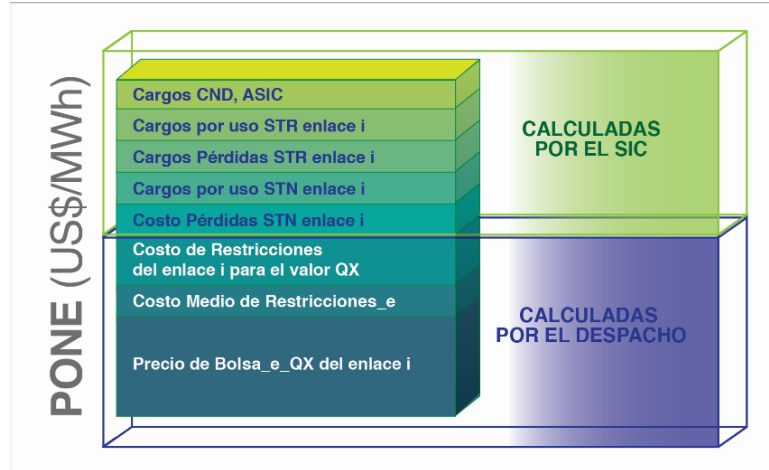 PONE (US$/MWh)
Cargos CND, ASIC
Cargos por uso STR enlace i
Cargos Pérdidas STR enlace i
Cargos por uso STN enlace i
Costo Pérdidas STN enlace i
Costo de Restricciones
del enlace i para el valor QX
Costo Medio de Restricciones_e
Precio de Bolsa_e_QX del enlace i
CALCULADAS
POR EL SIC
CALCULADAS
POR EL DESPACHO